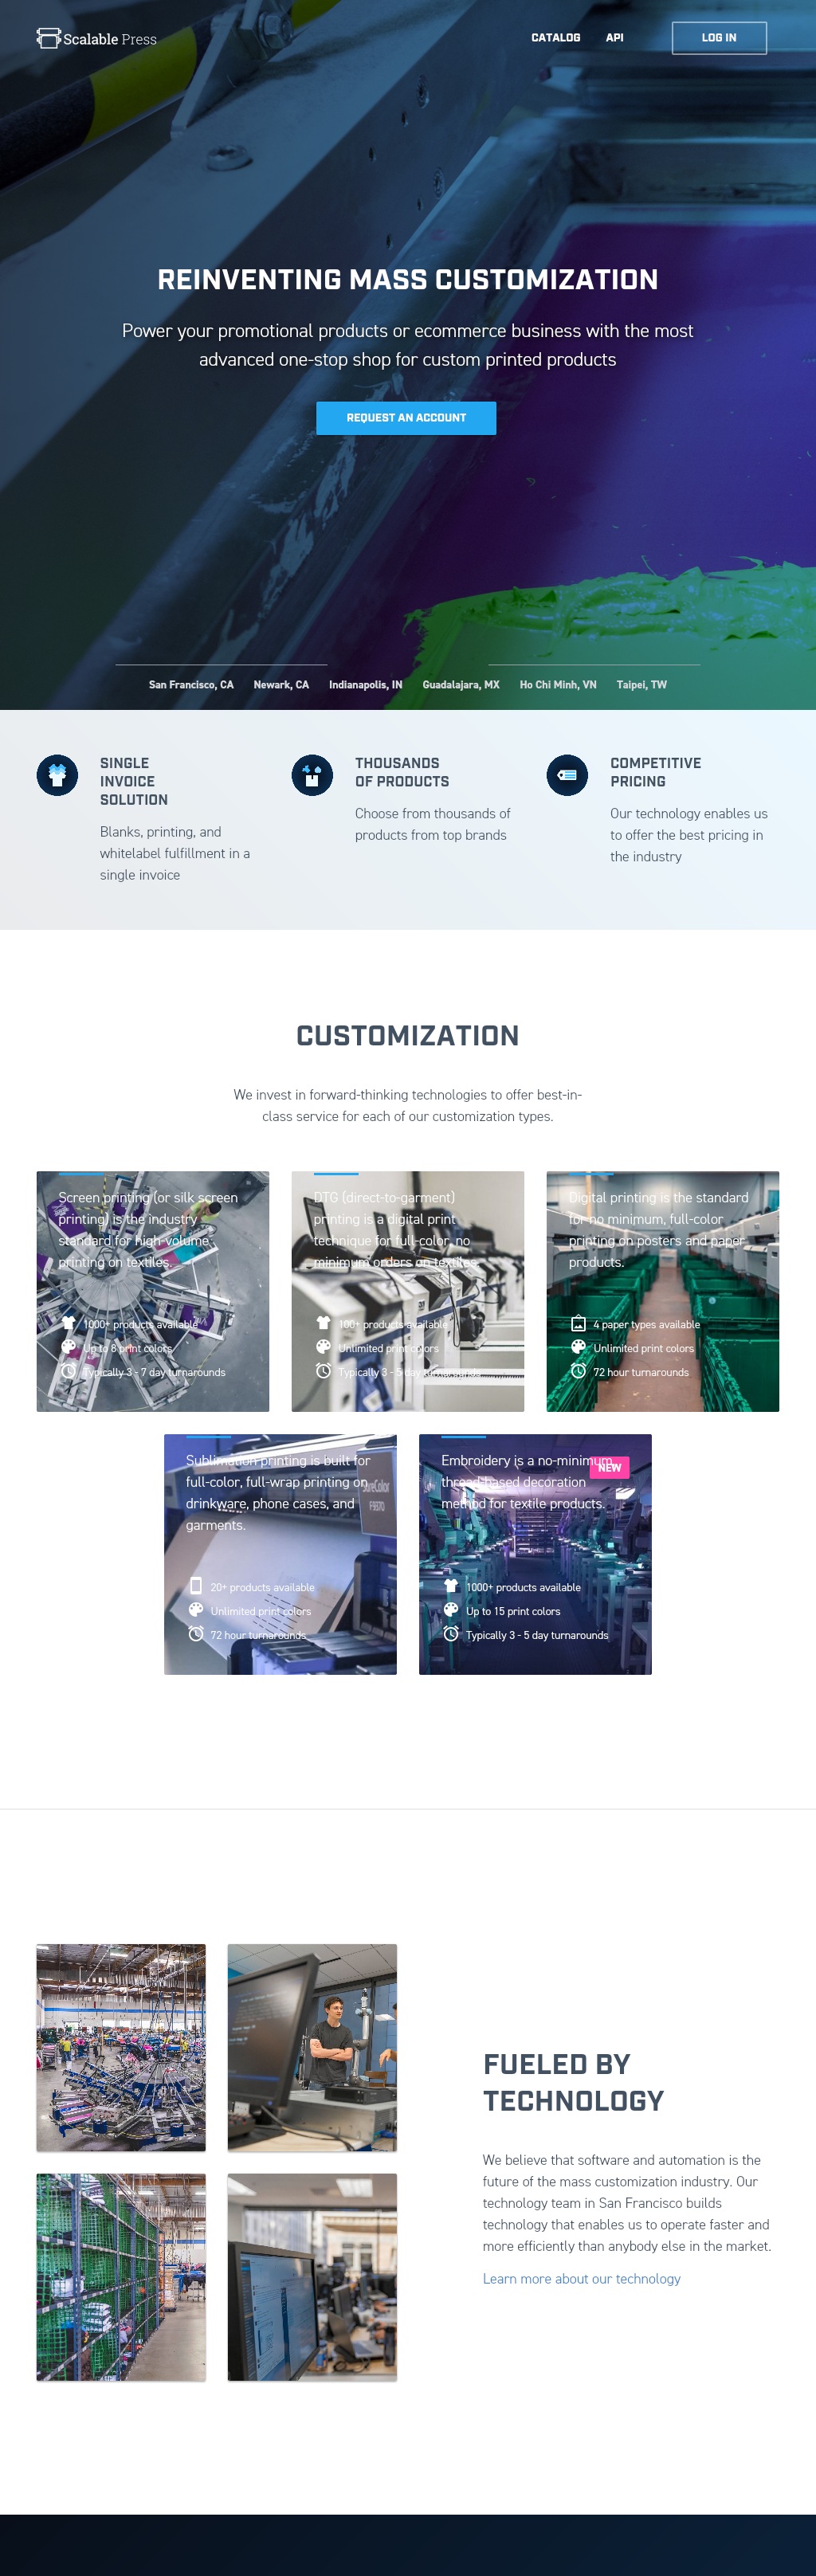 Scalable Press
CATALOG API LOG IN
REINVENTING MASS CUSTOMIZATION
Power your promotional products or ecommerce business with the most
advanced one-stop shop for custom printed products
REQUEST AN ACCOUNT
San Francisco, CA Newark, CA Indianapolis, IN Guadalajara, MX Ho Chi Minh, VN Taipei, TW
SINGLE
INVOICE
SOLUTION
Blanks, printing, and
whitelabel fulfillment in a
single invoice
THOUSANDS
OF PRODUCTS
Choose from thousands of
products from top brands
COMPETITIVE
PRICING
Our technology enables us
to offer the best pricing in
the industry
CUSTOMIZATION
We invest in forward-thinking technologies to offer best-in-
class service for each of our customization types.
Screen printing (or silk screen
printing) is the industry
standard for high-volume
printing on textiles.
1000+ products available
Up to 8 print colors
Typically 3 - 7 day turnarounds
DTG (direct-to-garment)
printing is a digital print
technique for full-color, no
minimum orders on textiles.
100+ products available
Unlimited print colors
Typically 3 - 5 day turnarounds
Digital printing is the standard
for no minimum, full-color
printing on posters and paper
products.
4 paper types available
Unlimited print colors
72 hour turnarounds
Sublimation printing is built for
full-color, full-wrap printing on
drinkware, phone cases, and
garments.
SureColor
F9370
20+ products available
Unlimited print colors
72 hour turnarounds
Embroidery is a no-minimum,
thread-based decoration
method for textile products.
NEW
1000+ products available
Up to 15 print colors
Typically 3 - 5 day turnarounds
FUELED BY
TECHNOLOGY
We believe that software and automation is the
future of the mass customization industry. Our
technology team in San Francisco builds
technology that enables us to operate faster and
more efficiently than anybody else in the market.
Learn more about our technology